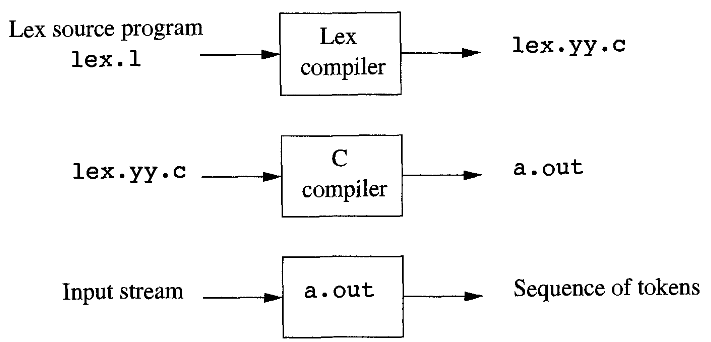 Lex source program
lex.l
Lex
compiler
lex.yy.c
lex.yy.c
C
compiler
a.out
Input stream
a.out
Sequence of tokens